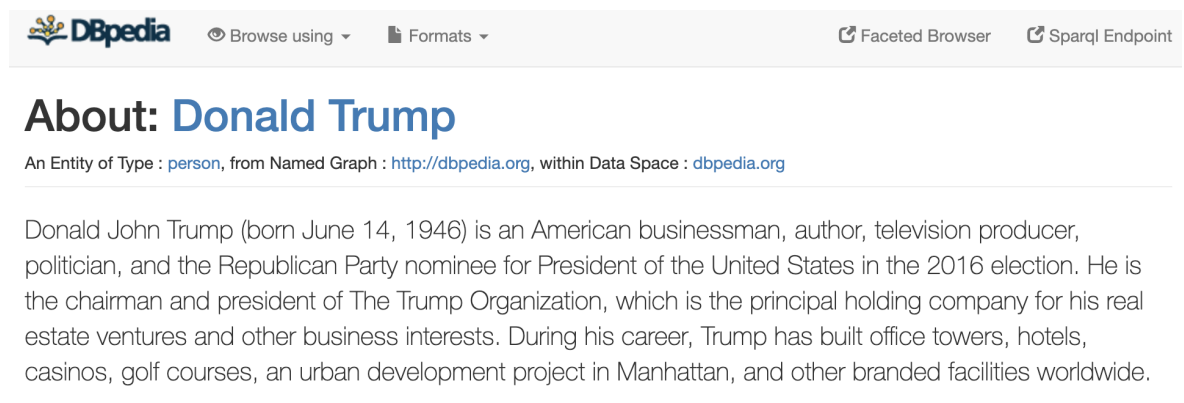 DBpedia Browse using Formats Faceted Browser Sparql Endpoint
About: Donald Trump
An Entity of Type : person, from Named Graph : http://dbpedia.org, within Data Space : dbpedia.org
Donald John Trump (born June 14, 1946) is an American businessman, author, television producer,
politician, and the Republican Party nominee for President of the United States in the 2016 election. He is
the chairman and president of The Trump Organization, which is the principal holding company for his real
estate ventures and other business interests. During his career, Trump has built office towers, hotels,
casinos, golf courses, an urban development project in Manhattan, and other branded facilities worldwide.